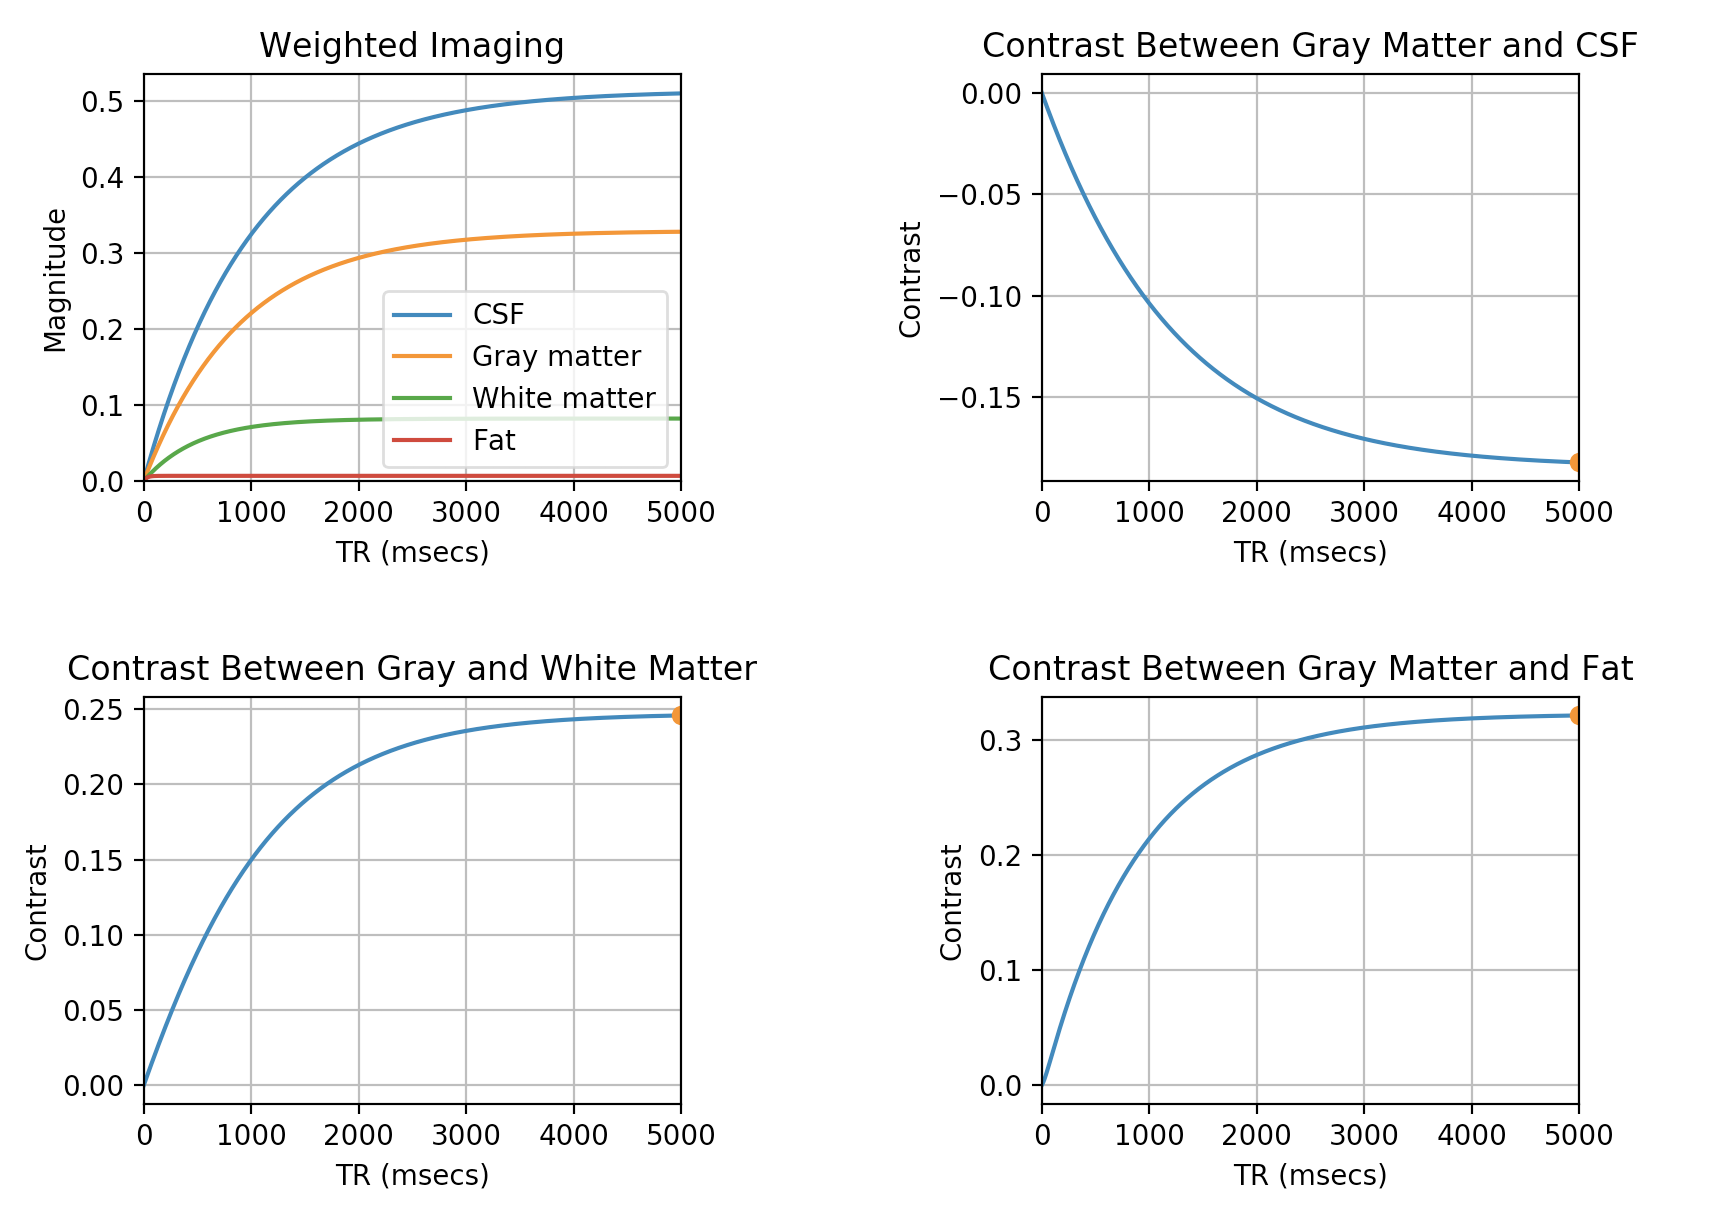 Weighted Imaging
Magnitude
0.5
0.4
0.3
0.2
0.1
0.0
CSF
Gray matter
White matter
Fat
0 1000 2000 3000 4000 5000
TR (msecs)
Contrast Between Gray Matter and CSF
Contrast
0.00
−0.05
−0.10
−0.15
0 1000 2000 3000 4000 5000
TR (msecs)
Contrast Between Gray and White Matter
Contrast
0.25
0.20
0.15
0.10
0.05
0.00
0 1000 2000 3000 4000 5000
TR (msecs)
Contrast Between Gray Matter and Fat
Contrast
0.3
0.2
0.1
0.0
0 1000 2000 3000 4000 5000
TR (msecs)